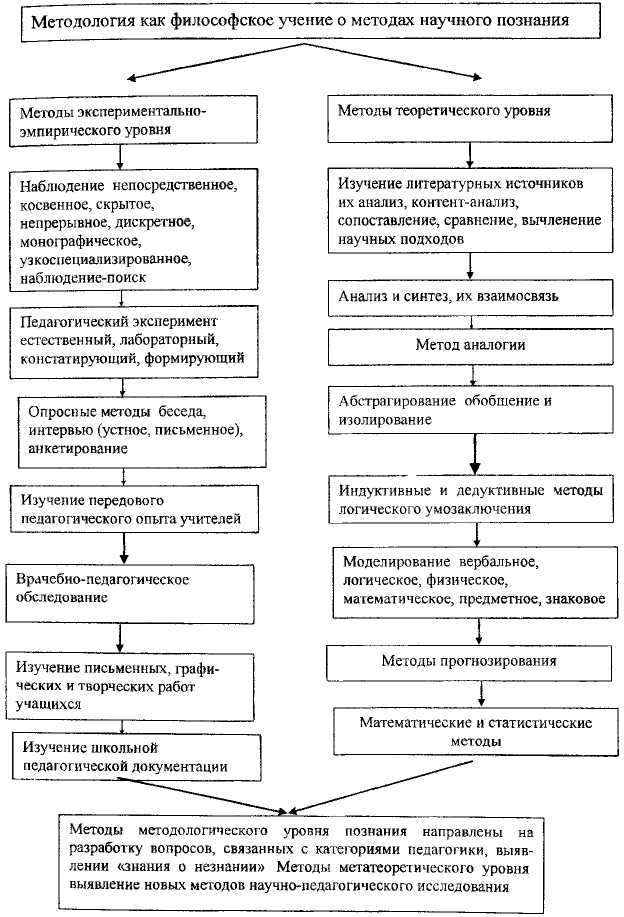 Методология как философское учение о методах научного познания
Методы экспериментально-
эмпирического уровня
Наблюдение непосредственное,
косвенное, скрытое,
непрерывное, дискретное,
монографическое,
узкоспециализированное,
наблюдение-поиск
Педагогический эксперимент
естественный, лабораторный,
констатирующий, формирующий
Опросные методы беседа,
интервью (устное, письменное),
анкетирование
Изучение передового
педагогического опыта учителей
Врачебно-педагогическое
обследование
Изучение письменных, графи-
ческих и творческих работ
учащихся
Изучение школьной
педагогической документации
Методы теоретического уровня
Изучение литературных источников
их анализ, контент-анализ,
сопоставление, сравнение, вычленение
научных подходов
Анализ и синтез, их взаимосвязь
Метод аналогии
Абстрагирование обобщение и
изолирование
Индуктивные и дедуктивные методы
логического умозаключения
Моделирование вербальное,
логическое, физическое,
математическое, предметное, знаковое
Методы прогнозирования
Математические и статистические
методы
Методы методологического уровня познания направлены на
разработку вопросов, связанных с категориями педагогики, выяв-
лении «знания о незнании» Методы метатеоретического уровня
выявление новых методов научно-педагогического исследования